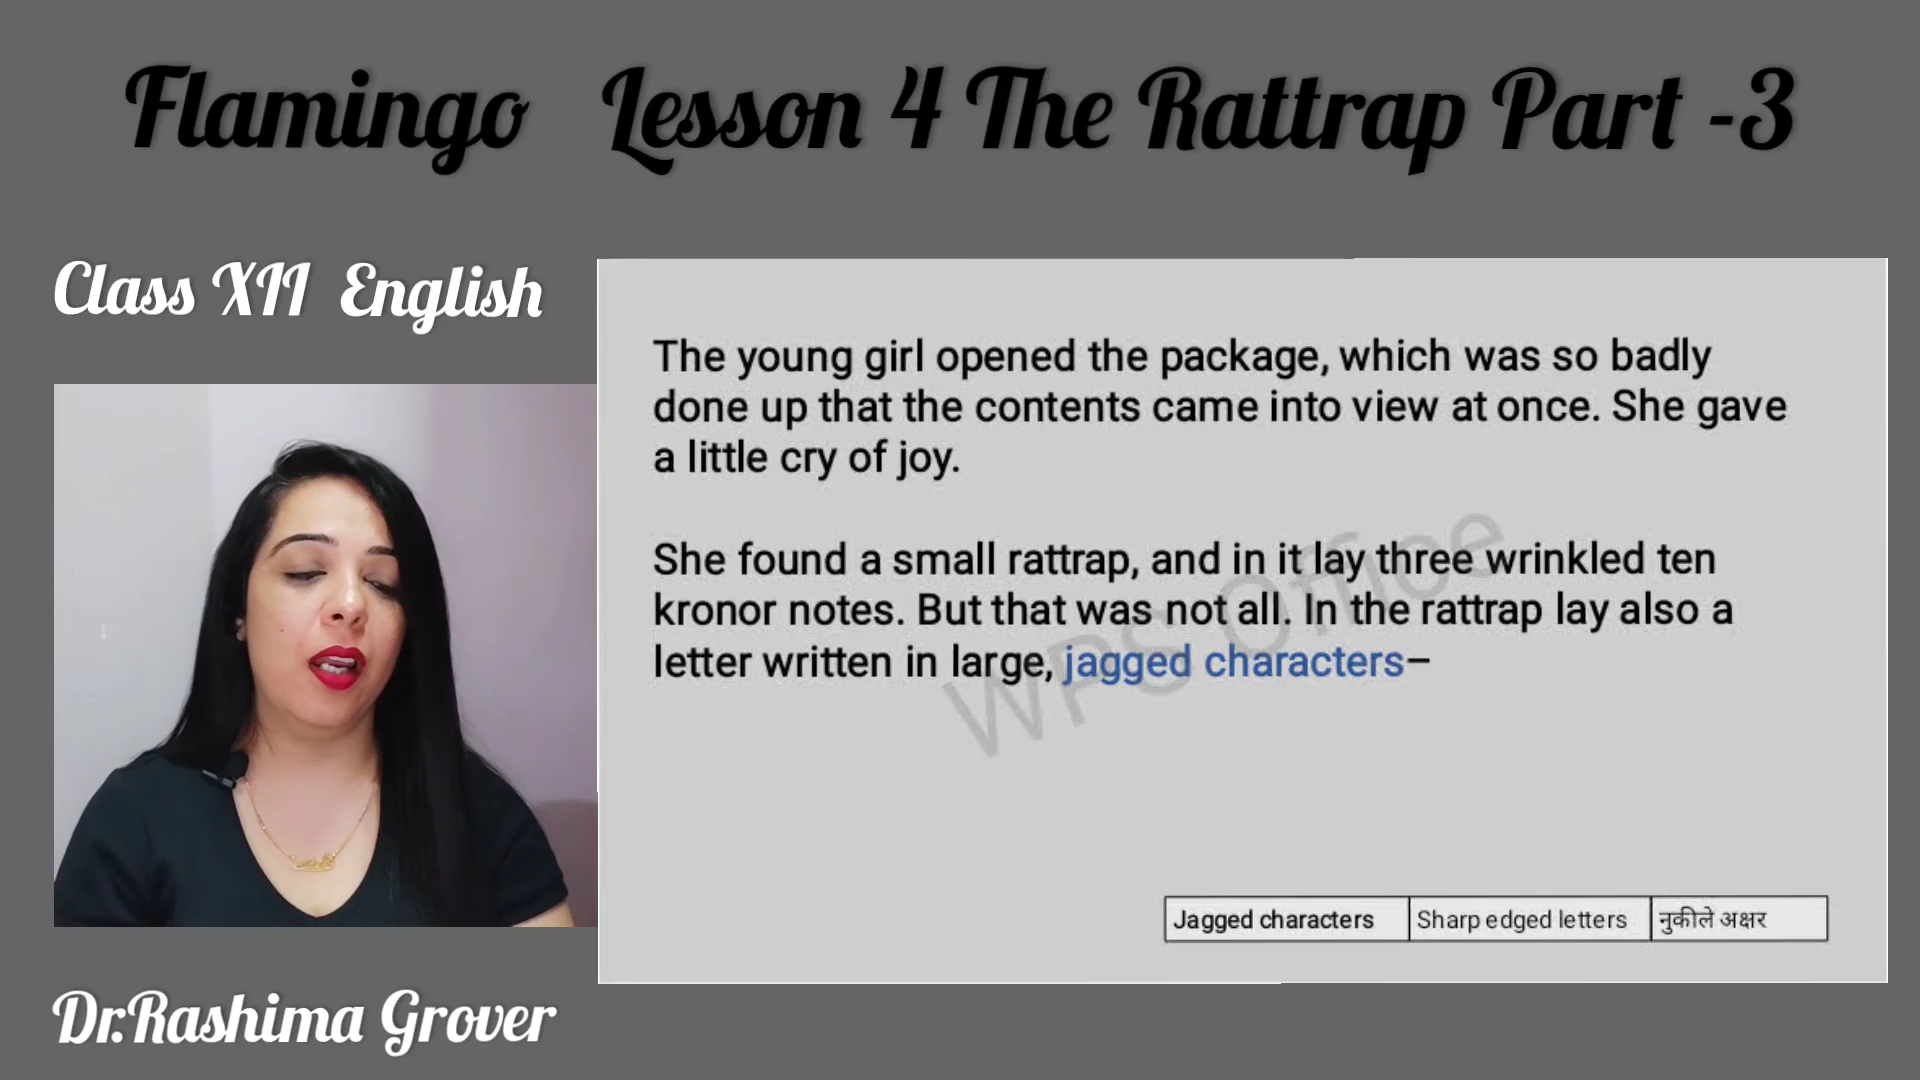 Flamingo Lesson 4 The Rattrap Part -3
Class XII English
The young girl opened the package, which was so badly
done up that the contents came into view at once. She gave
a little cry of joy.
She found a small rattrap, and in it lay three wrinkled ten
kronor notes. But that was not all. In the rattrap lay also a
letter written in large, jagged characters–
WPS Office
Jagged characters Sharp edged letters नुकीले अक्षर
Dr.Rashima Grover